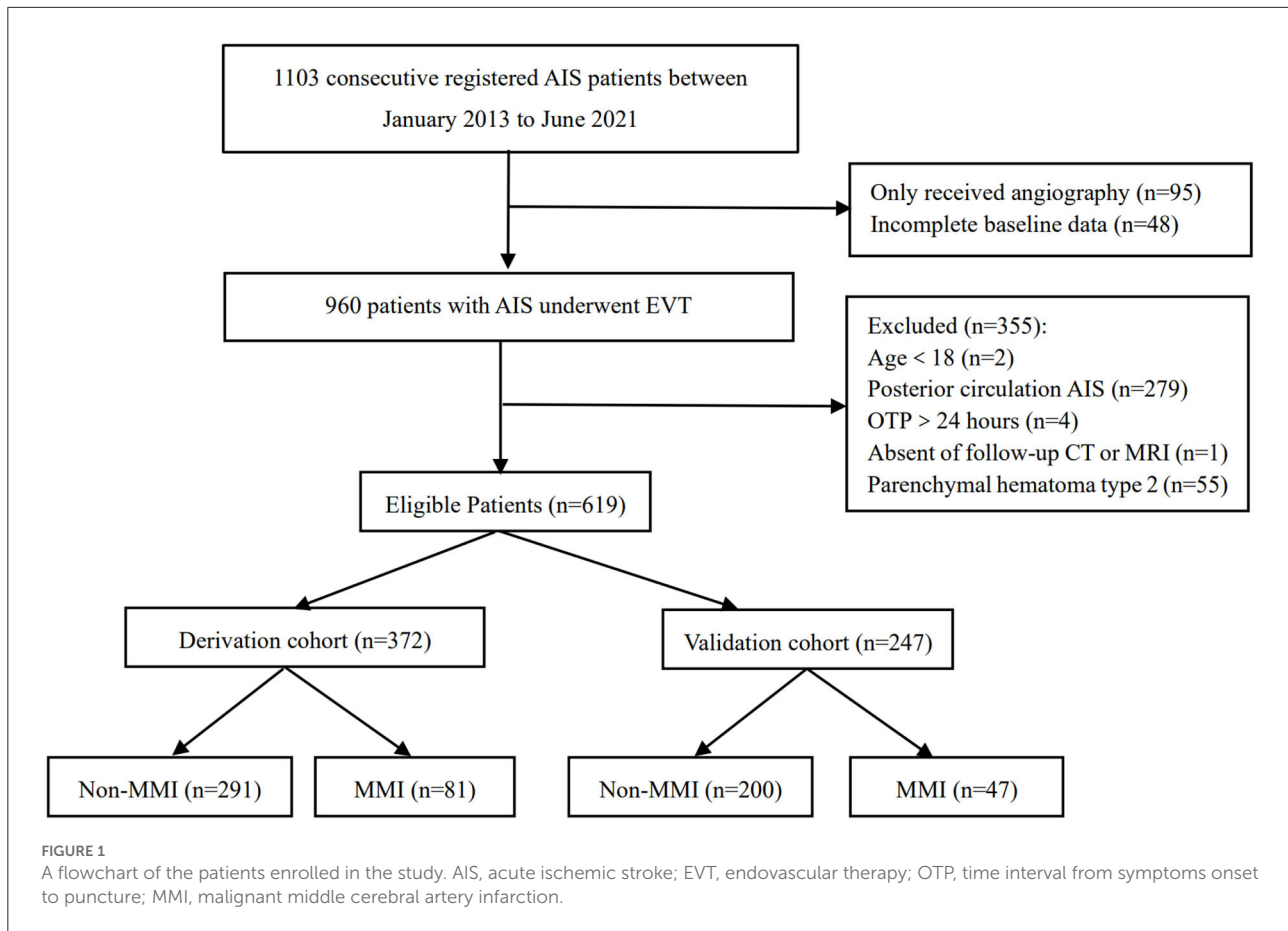 1103 consecutive registered AIS patients between
January 2013 to June 2021
Only received angiography (n=95)
Incomplete baseline data (n=48)
960 patients with AIS underwent EVT
Excluded (n=355):
Age < 18 (n=2)
Posterior circulation AIS (n=279)
OTP > 24 hours (n=4)
Absent of follow-up CT or MRI (n=1)
Parenchymal hematoma type 2 (n=55)
Eligible Patients (n=619)
Derivation cohort (n=372)
Validation cohort (n=247)
Non-MMI (n=291)
MMI (n=81)
Non-MMI (n=200)
MMI (n=47)
FIGURE 1
A flowchart of the patients enrolled in the study. AIS, acute ischemic stroke; EVT, endovascular therapy; OTP, time interval from symptoms onset
to puncture; MMI, malignant middle cerebral artery infarction.